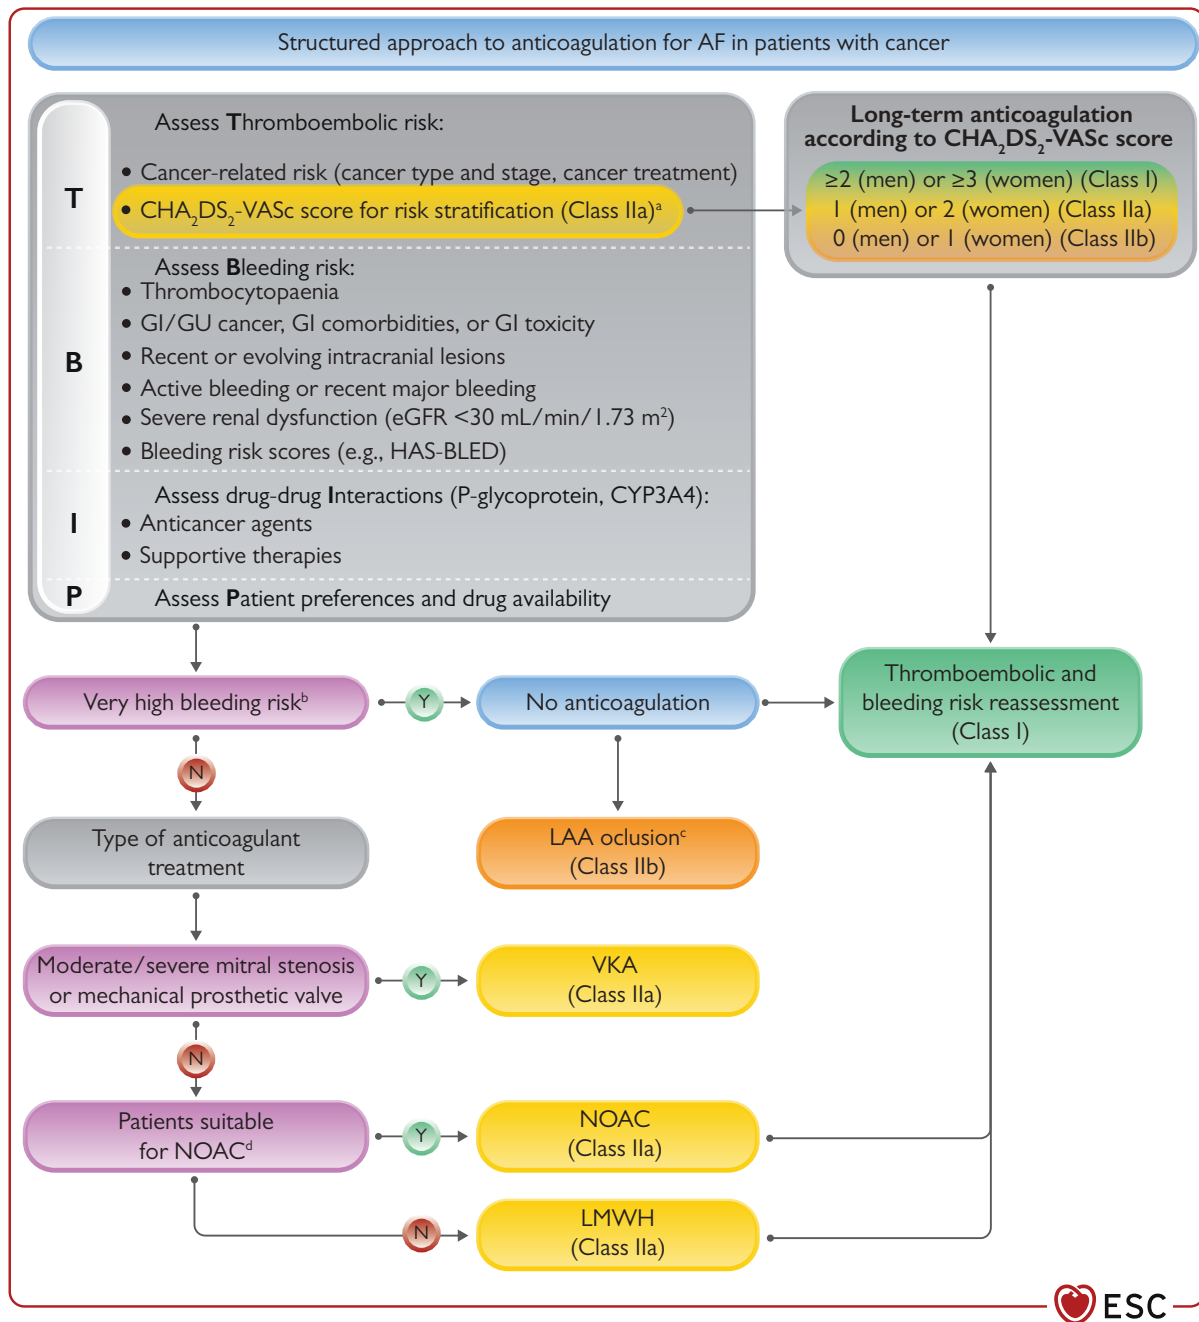 Structured approach to anticoagulation for AF in patients with cancer
T
Assess Thromboembolic risk:
• Cancer-related risk (cancer type and stage, cancer treatment)
• CHA₂DS₂-VASc score for risk stratification (Class IIa)ᵃ
Long-term anticoagulation
according to CHA₂DS₂-VASc score
≥2 (men) or ≥3 (women) (Class I)
1 (men) or 2 (women) (Class IIa)
0 (men) or 1 (women) (Class IIb)
B
Assess Bleeding risk:
• Thrombocytopaenia
• GI/GU cancer, GI comorbidities, or GI toxicity
• Recent or evolving intracranial lesions
• Active bleeding or recent major bleeding
• Severe renal dysfunction (eGFR <30 mL/min/1.73 m²)
• Bleeding risk scores (e.g., HAS-BLED)
I
Assess drug-drug Interactions (P-glycoprotein, CYP3A4):
• Anticancer agents
• Supportive therapies
P
Assess Patient preferences and drug availability
Very high bleeding riskᵇ
Y
No anticoagulation
Thromboembolic and
bleeding risk reassessment
(Class I)
N
Type of anticoagulant
treatment
LAA oclusionᶜ
(Class IIb)
Moderate/severe mitral stenosis
or mechanical prosthetic valve
Y
VKA
(Class IIa)
N
Patients suitable
for NOACᵈ
Y
NOAC
(Class IIa)
N
LMWH
(Class IIa)
ESC